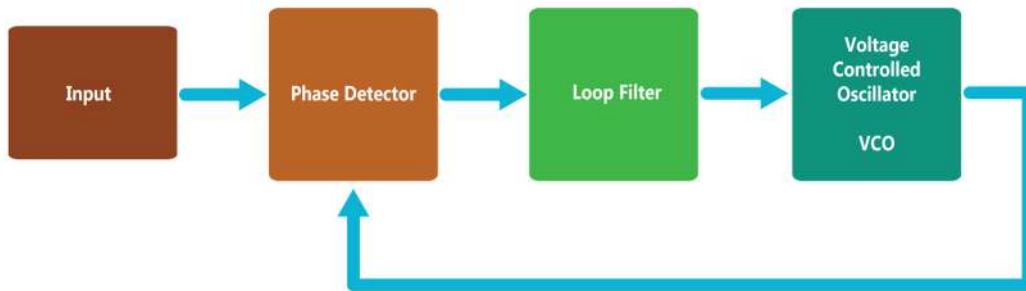 Input
Phase Detector
Loop Filter
Voltage
Controlled
Oscillator
VCO